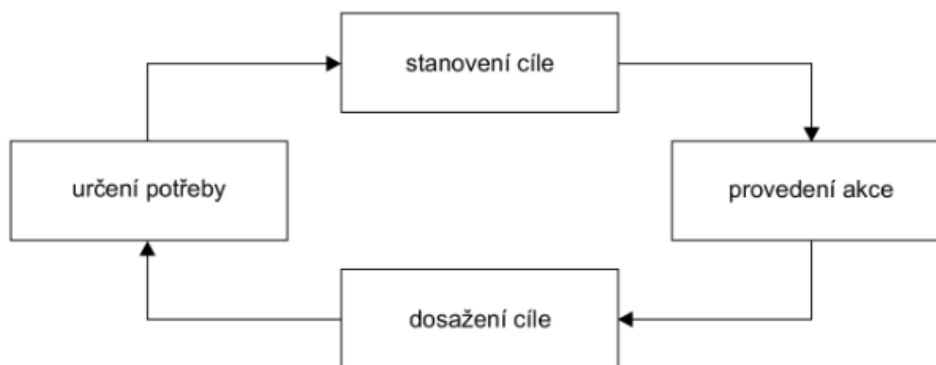 stanovení cíle
určení potřeby
provedení akce
dosažení cíle